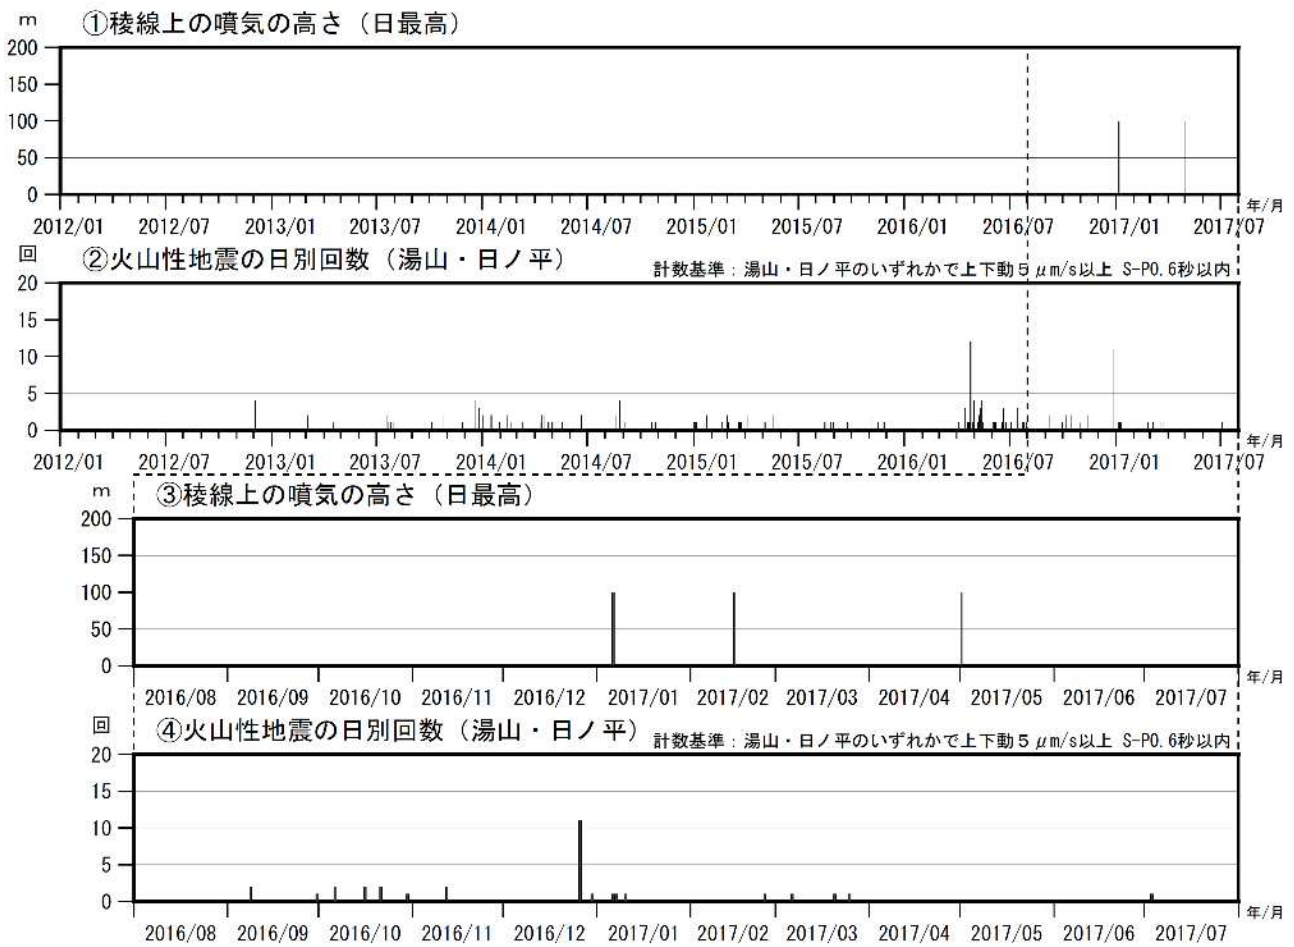 m ①稜線上の噴気の高さ（日最高）
200
150
100
50
0
2012/01 2012/07 2013/01 2013/07 2014/01 2014/07 2015/01 2015/07 2016/01 2016/07 2017/01 2017/07 年/月
回 ②火山性地震の日別回数（湯山・日ノ平） 計数基準：湯山・日ノ平のいずれかで上下動５μm/s以上 S-P0.6秒以内
20
15
10
5
0
2012/01 2012/07 2013/01 2013/07 2014/01 2014/07 2015/01 2015/07 2016/01 2016/07 2017/01 2017/07 年/月
m ③稜線上の噴気の高さ（日最高）
200
150
100
50
0
2016/08 2016/09 2016/10 2016/11 2016/12 2017/01 2017/02 2017/03 2017/04 2017/05 2017/06 2017/07 年/月
回 ④火山性地震の日別回数（湯山・日ノ平） 計数基準：湯山・日ノ平のいずれかで上下動５μm/s以上 S-P0.6秒以内
20
15
10
5
0
2016/08 2016/09 2016/10 2016/11 2016/12 2017/01 2017/02 2017/03 2017/04 2017/05 2017/06 2017/07 年/月